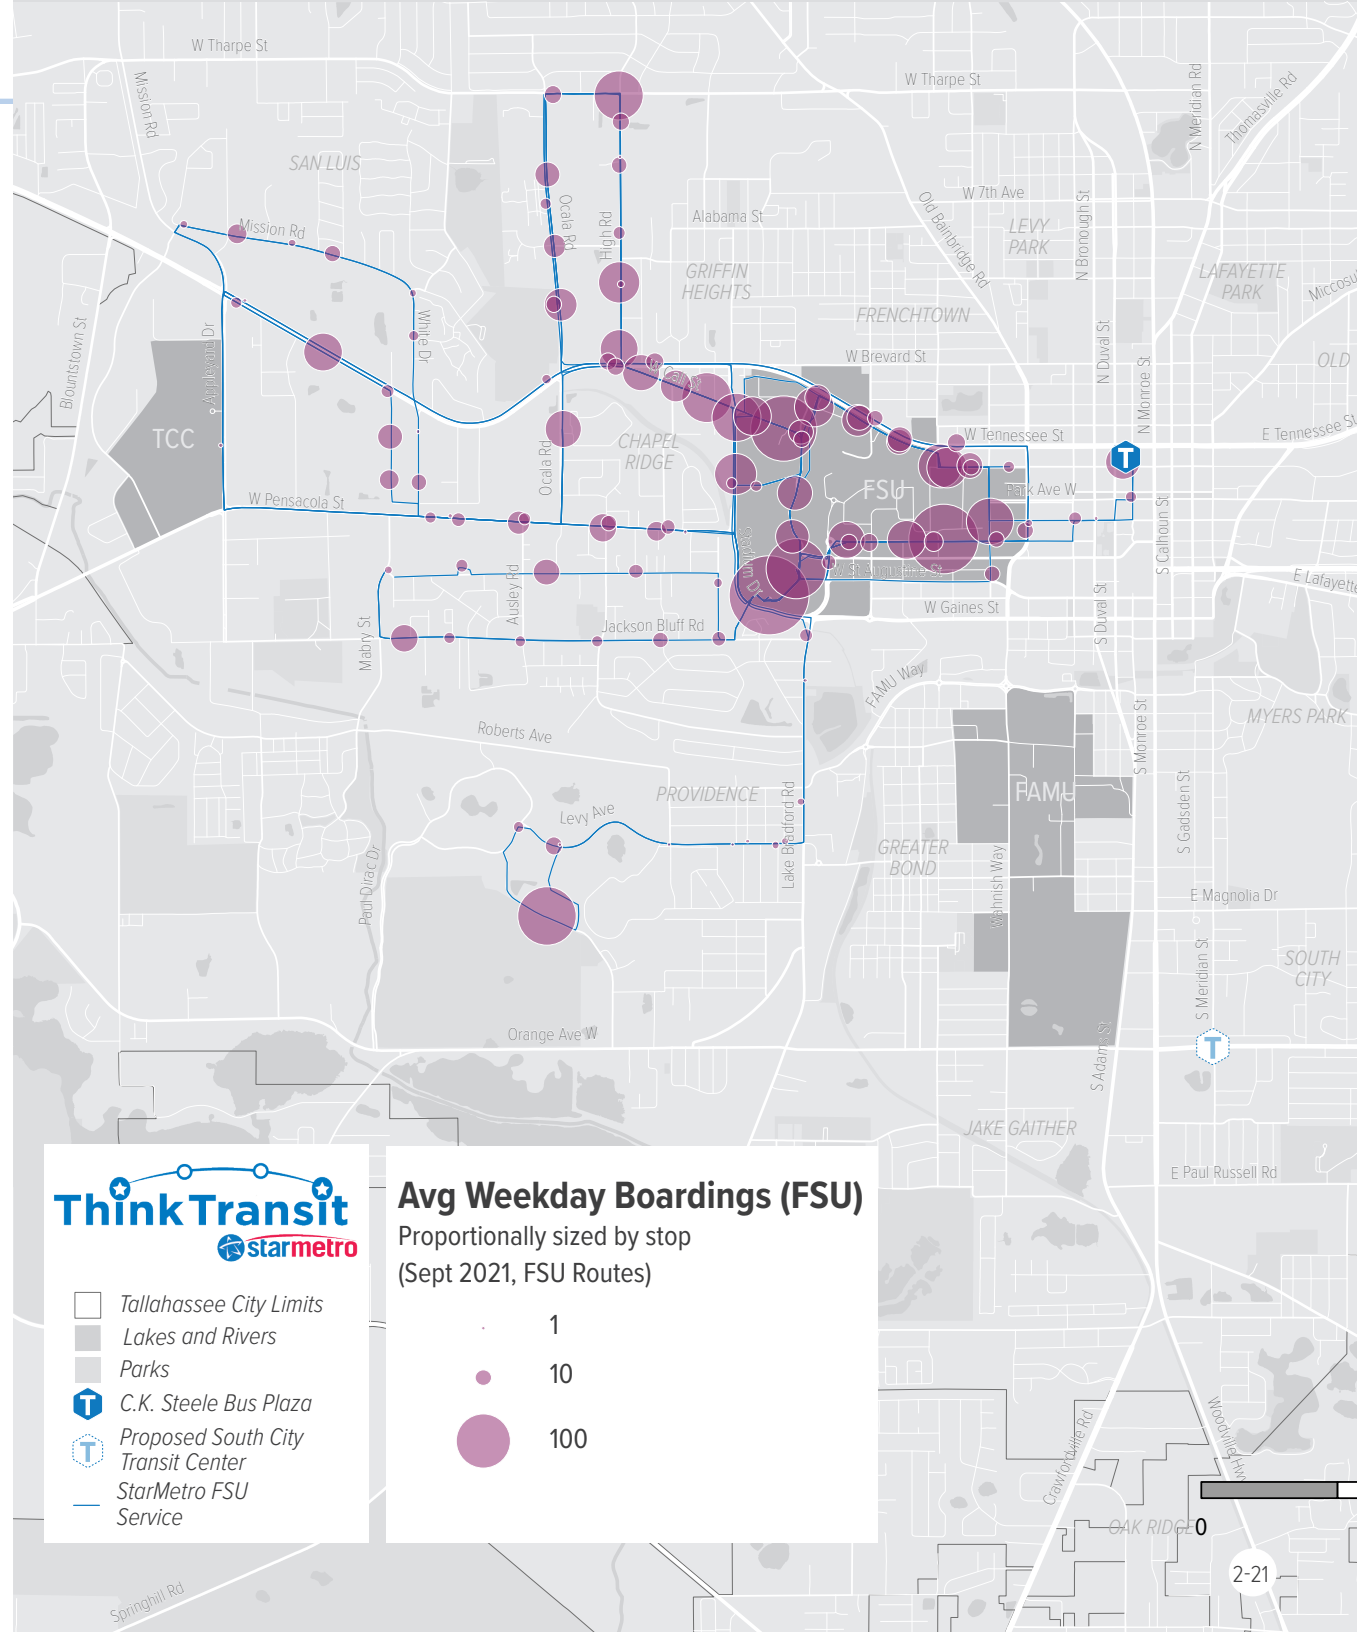 W Tharpe St
W Tharpe St
Mission Rd
N Meridian Rd
Thomasville Rd
SAN LUIS
W 7th Ave
Old Bainbridge Rd
N Bronough St
Ocala Rd
High Rd
Alabama St
LEVY
PARK
Mission Rd
GRIFFIN
HEIGHTS
LAFAYETTE
PARK
Miccosu
FRENCHTOWN
Blountstown St
Appleyard Dr
White Dr
W Brevard St
N Duval St
N Monroe St
OLD
W Call St
TCC
CHAPEL
RIDGE
W Tennessee St
E Tennessee St
T
Ocala Rd
FSU
Park Ave W
W Pensacola St
S Calhoun St
Stadium Dr
W St Augustine St
E Lafayette
Ausley Rd
W Gaines St
S Duval St
Mabry St
Jackson Bluff Rd
FAMU Way
MYERS PARK
Roberts Ave
S Monroe St
PROVIDENCE
FAMU
Lake Bradford Rd
S Gadsden St
Levy Ave
GREATER
BOND
Paul Dirac Dr
Wahnish Way
E Magnolia Dr
S Meridian St
SOUTH
CITY
Orange Ave W
T
S Adams St
JAKE GAITHER
E Paul Russell Rd
ThinkTransit
starmetro
Tallahassee City Limits
Lakes and Rivers
Parks
T
C.K. Steele Bus Plaza
T
Proposed South City
Transit Center
StarMetro FSU
Service
Avg Weekday Boardings (FSU)
Proportionally sized by stop
(Sept 2021, FSU Routes)
1
10
100
Crawfordville Rd
Woodville Hwy
OAK RIDGE
0
2-21
Springhill Rd